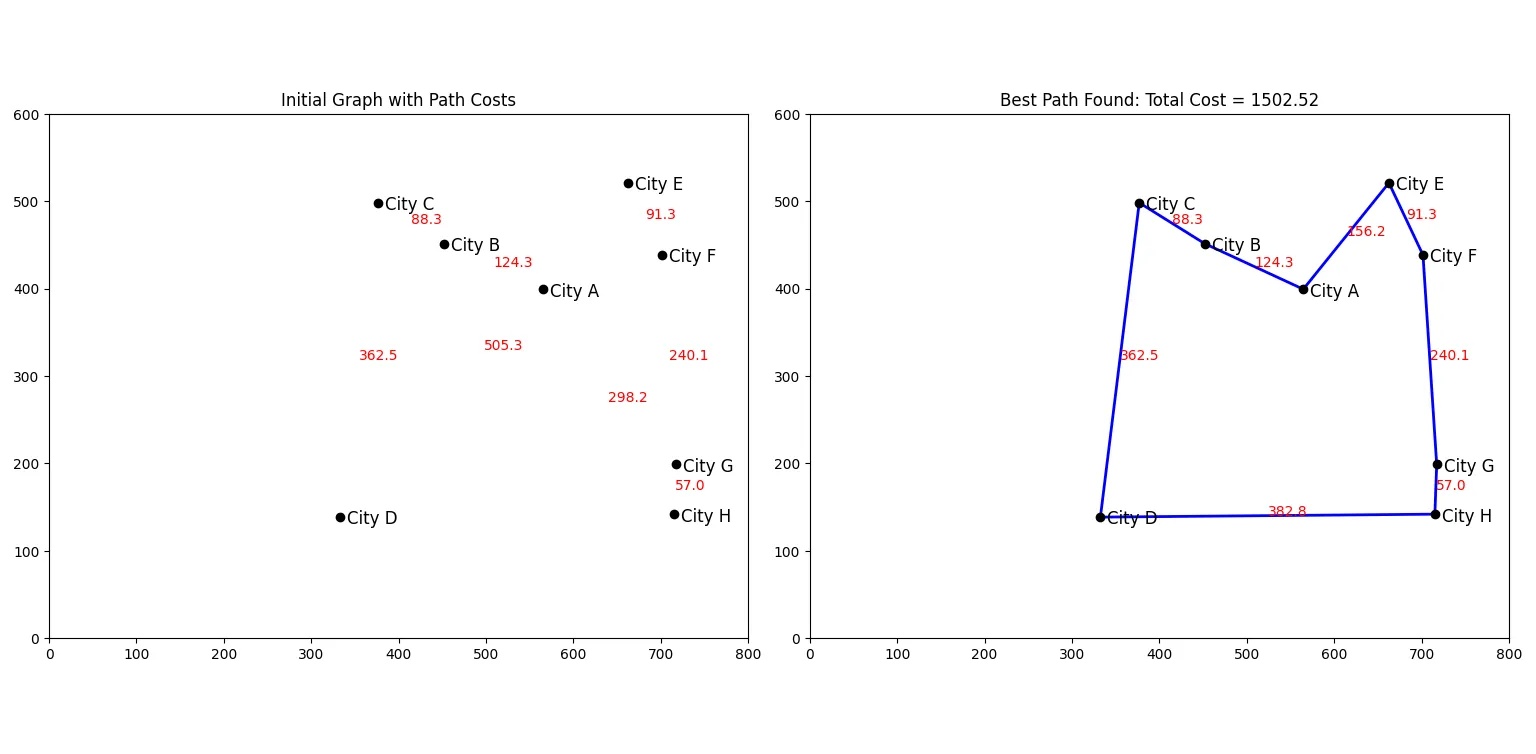 Initial Graph with Path Costs
600
500
400
300
200
100
0
0 100 200 300 400 500 600 700 800
City E
City C
88.3
91.3
City B
124.3
City F
City A
505.3
362.5
240.1
298.2
City G
57.0
City D
City H
Best Path Found: Total Cost = 1502.52
600
500
400
300
200
100
0
0 100 200 300 400 500 600 700 800
City E
City C
88.3
91.3
156.2
City B
124.3
City F
City A
362.5
240.1
City G
57.0
382.8
City D
City H